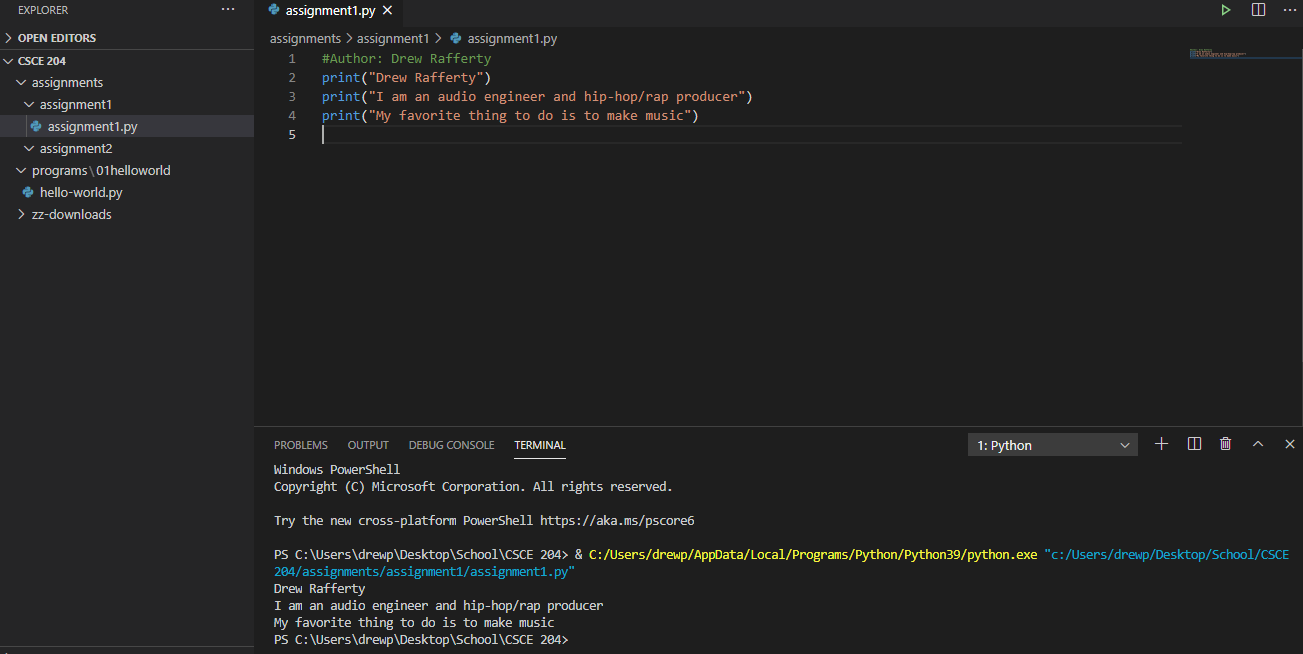 EXPLORER
OPEN EDITORS
CSCE 204
assignments
assignment1
assignment1.py
assignment2
programs\01helloworld
hello-world.py
zz-downloads
assignment1.py
assignments > assignment1 > assignment1.py
1 #Author: Drew Rafferty
2 print("Drew Rafferty")
3 print("I am an audio engineer and hip-hop/rap producer")
4 print("My favorite thing to do is to make music")
5
PROBLEMS OUTPUT DEBUG CONSOLE TERMINAL 1: Python
Windows PowerShell
Copyright (C) Microsoft Corporation. All rights reserved.
Try the new cross-platform PowerShell https://aka.ms/pscore6
PS C:\Users\drewp\Desktop\School\CSCE 204> & C:/Users/drewp/AppData/Local/Programs/Python/Python39/python.exe "c:/Users/drewp/Desktop/School/CSCE
204/assignments/assignment1/assignment1.py"
Drew Rafferty
I am an audio engineer and hip-hop/rap producer
My favorite thing to do is to make music
PS C:\Users\drewp\Desktop\School\CSCE 204>